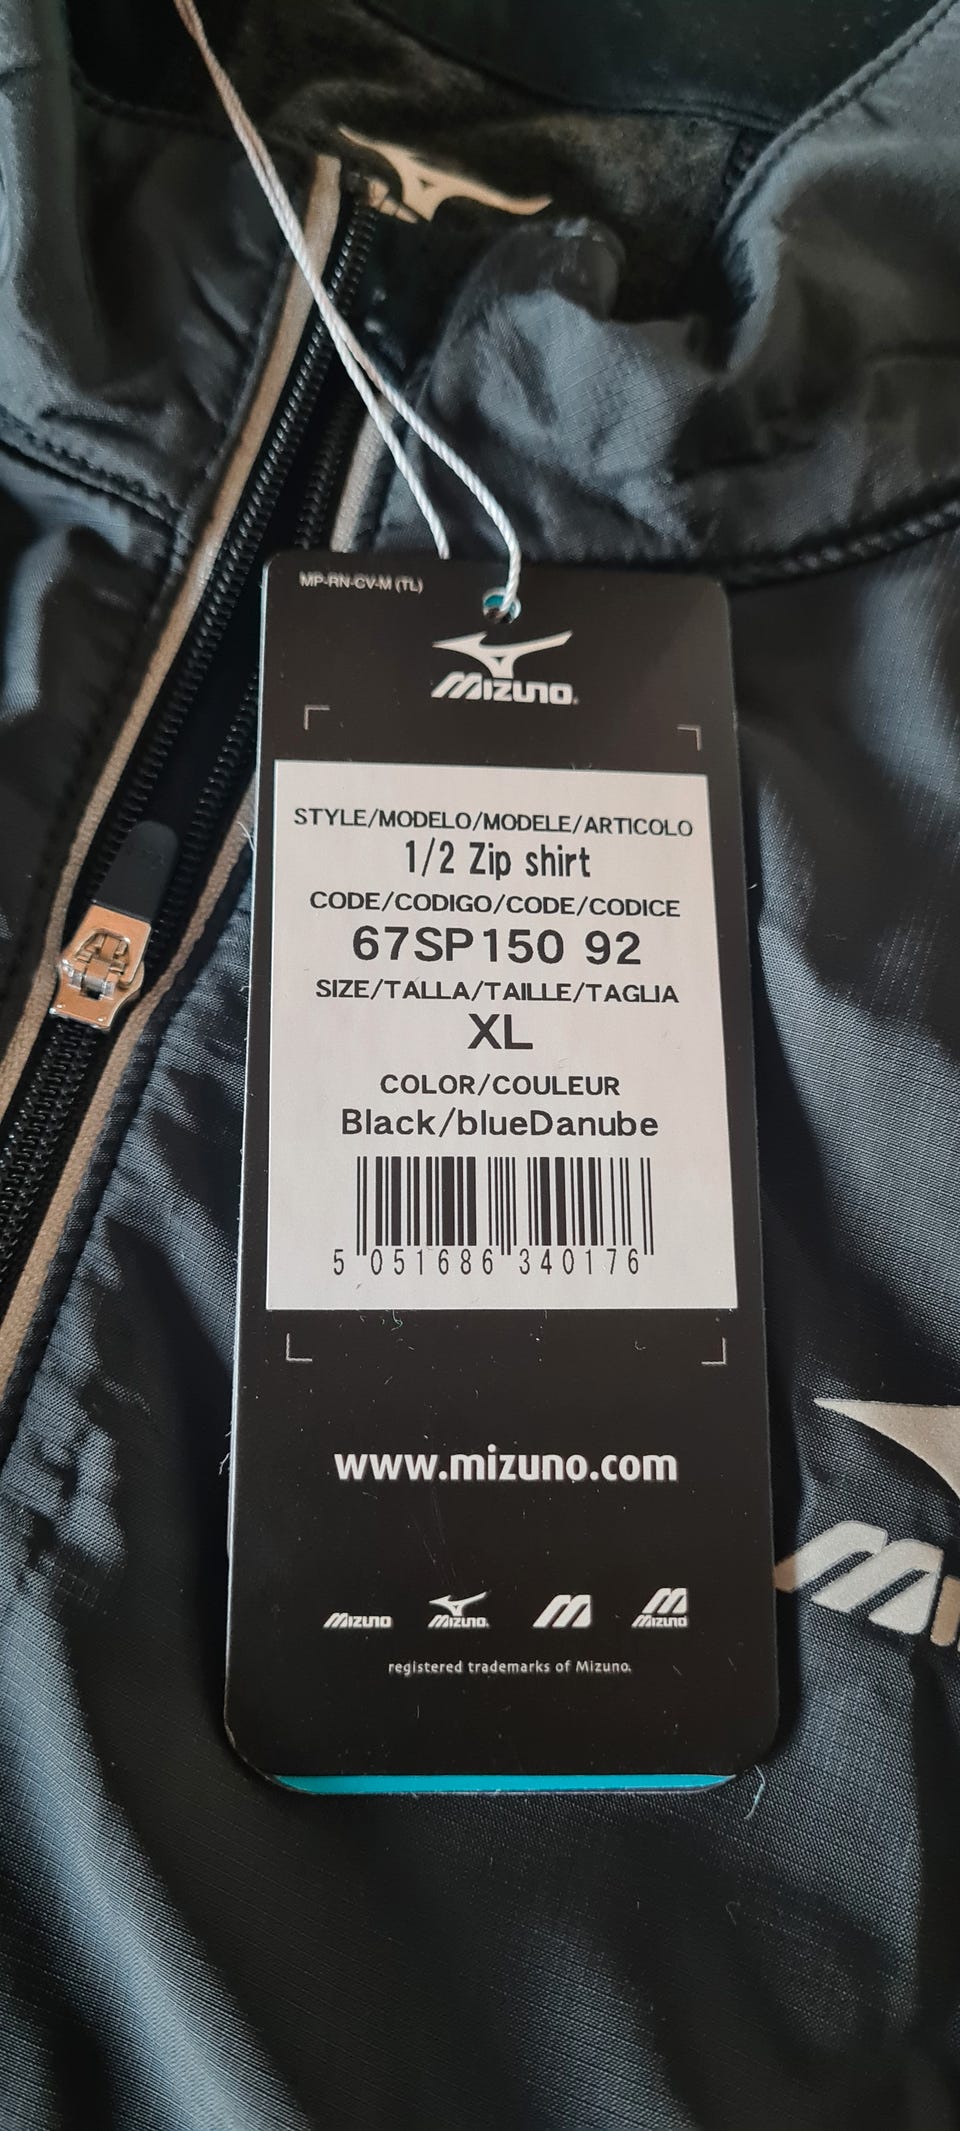 MP-RN-CV-M (TL)
MIZUNO
STYLE/MODELO/MODELE/ARTICOLO
1/2 Zip shirt
CODE/CODIGO/CODE/CODICE
67SP150 92
SIZE/TALLA/TAILLE/TAGLIA
XL
COLOR/COULEUR
Black/blueDanube
5 051686 340176
www.mizuno.com
MIZUNO MIZUNO M M MIZUNO
registered trademarks of Mizuno.
MI